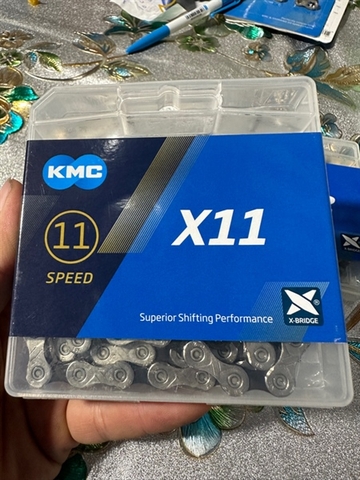 KMC
11
SPEED
X11
Superior Shifting Performance
X-BRIDGE